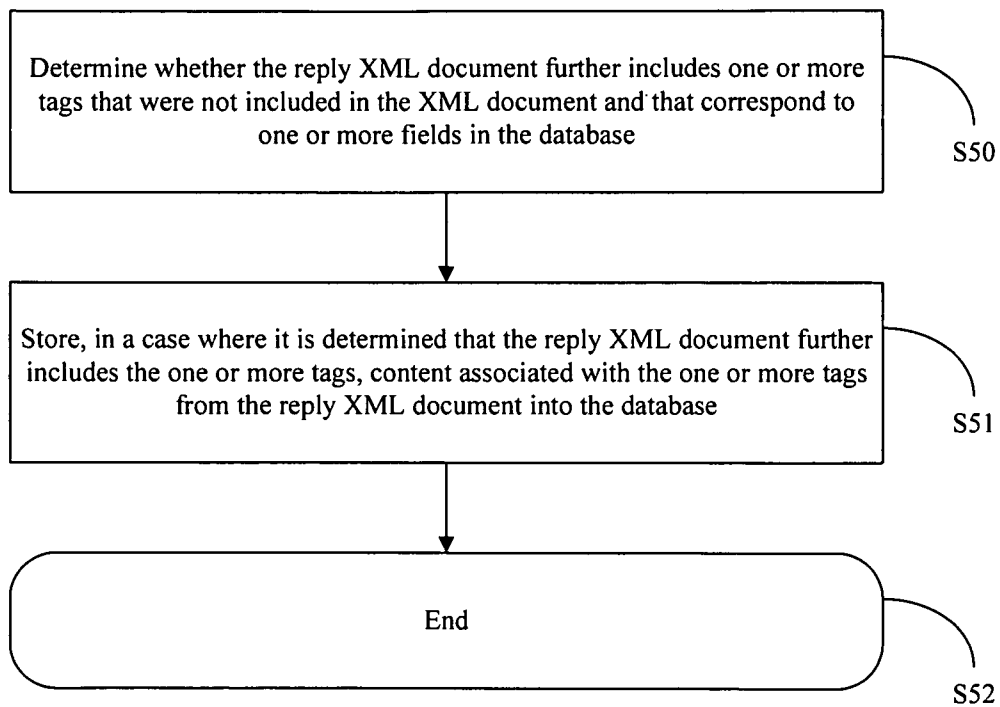 Determine whether the reply XML document further includes one or more
tags that were not included in the XML document and that correspond to
one or more fields in the database
S50
Store, in a case where it is determined that the reply XML document further
includes the one or more tags, content associated with the one or more tags
from the reply XML document into the database
S51
End
S52